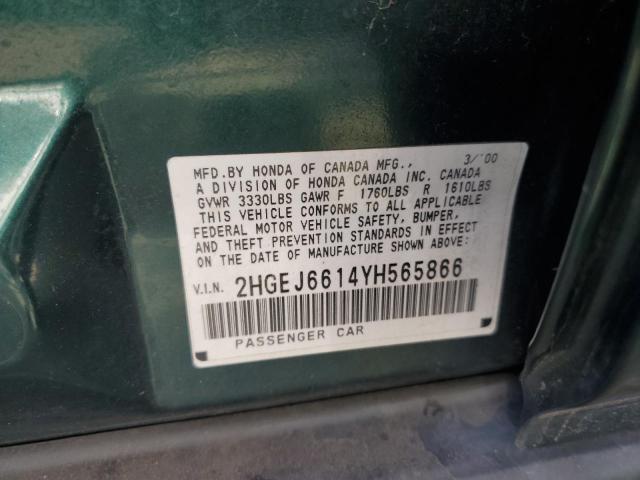 MFD.BY HONDA OF CANADA MFG., 3/'00
A DIVISION OF HONDA CANADA INC. CANADA
GVWR 3330LBS GAWR F 1760LBS R 1610LBS
THIS VEHICLE CONFORMS TO ALL APPLICABLE
FEDERAL MOTOR VEHICLE SAFETY, BUMPER,
AND THEFT PREVENTION STANDARDS IN EFFECT
ON THE DATE OF MANUFACTURE SHOWN ABOVE.
V.I.N. 2HGEJ6614YH565866
PASSENGER CAR